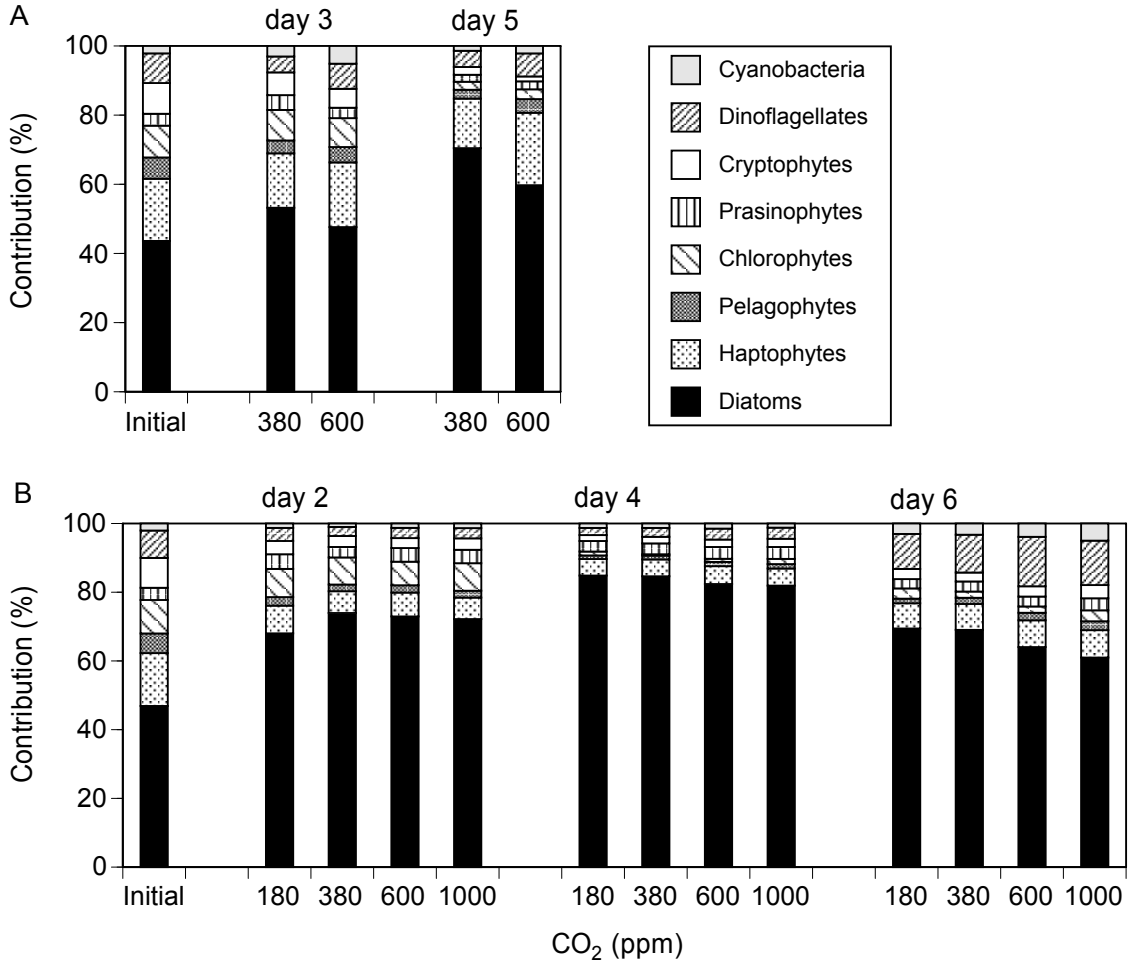 A
day 3 day 5
100
80
60
40
20
0
Contribution (%)
Initial 380 600 380 600
Cyanobacteria
Dinoflagellates
Cryptophytes
Prasinophytes
Chlorophytes
Pelagophytes
Haptophytes
Diatoms
B
day 2 day 4 day 6
100
80
60
40
20
0
Contribution (%)
Initial 180 380 600 1000 180 380 600 1000 180 380 600 1000
CO₂ (ppm)